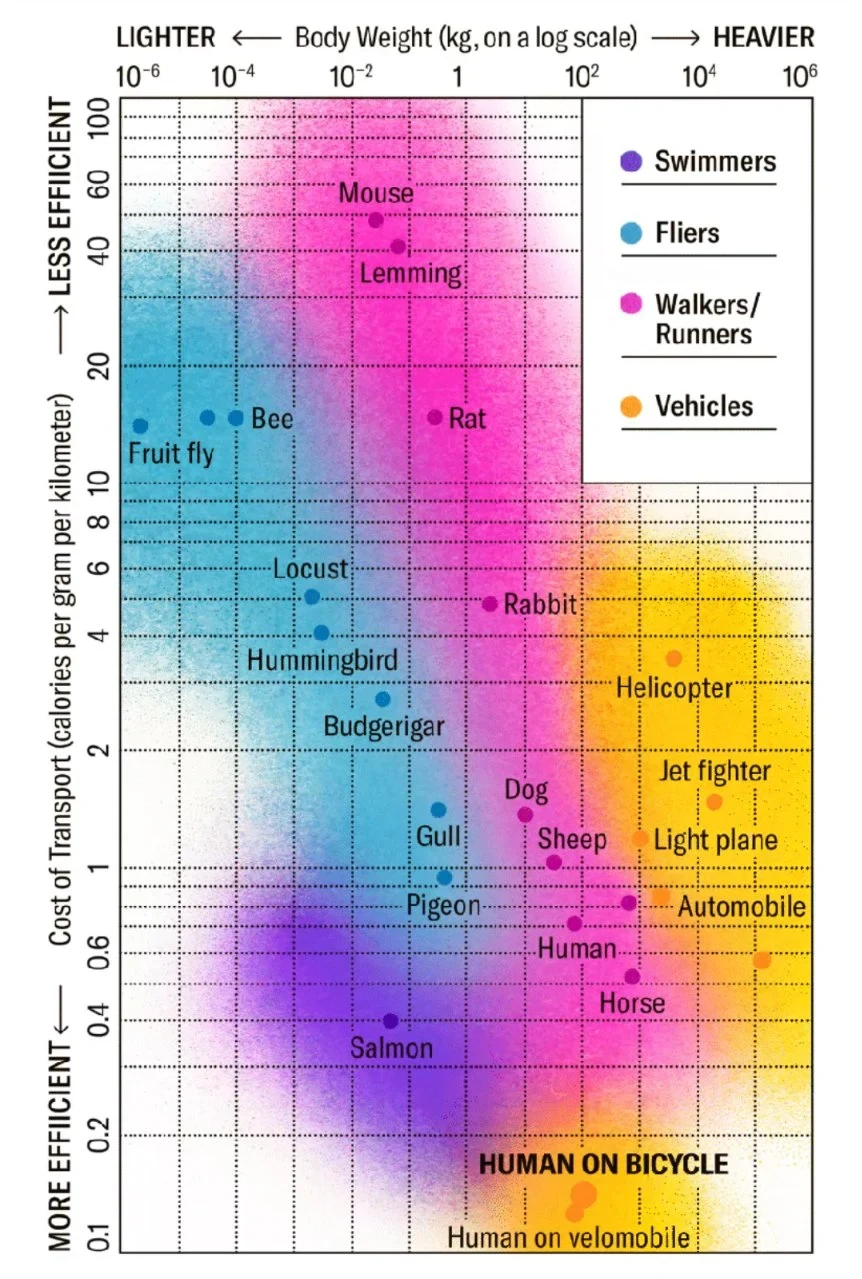 LIGHTER ← Body Weight (kg, on a log scale) → HEAVIER
10⁻⁶ 10⁻⁴ 10⁻² 1 10² 10⁴ 10⁶
MORE EFFIICIENT ← Cost of Transport (calories per gram per kilometer) → LESS EFFIICIENT
100
60
40
20
10
8
6
4
2
1
0.6
0.4
0.2
0.1
Swimmers
Fliers
Walkers/
Runners
Vehicles
Mouse
Lemming
Bee
Rat
Fruit fly
Locust
Rabbit
Hummingbird
Helicopter
Budgerigar
Jet fighter
Dog
Gull
Sheep
Light plane
Pigeon
Automobile
Human
Horse
Salmon
HUMAN ON BICYCLE
Human on velomobile